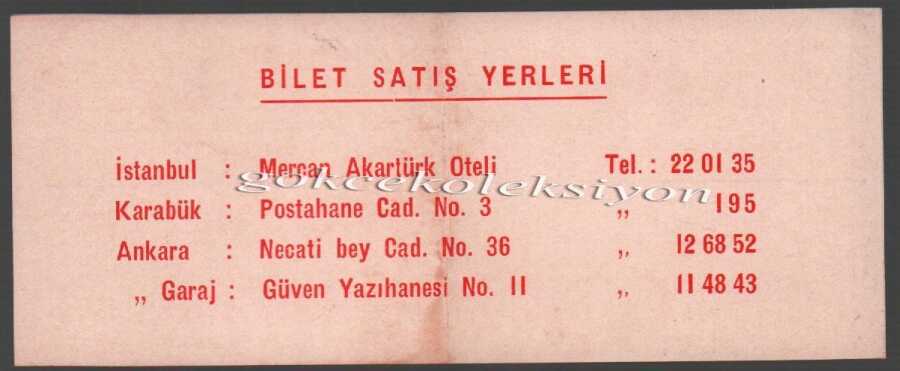 BİLET SATIŞ YERLERİ
İstanbul : Mercan Akartürk Oteli Tel. : 22 01 35
gokcekoleksiyon
Karabük : Postahane Cad. No. 3 „ 195
Ankara : Necati bey Cad. No. 36 „ 12 68 52
„ Garaj : Güven Yazıhanesi No. 11 „ 11 48 43